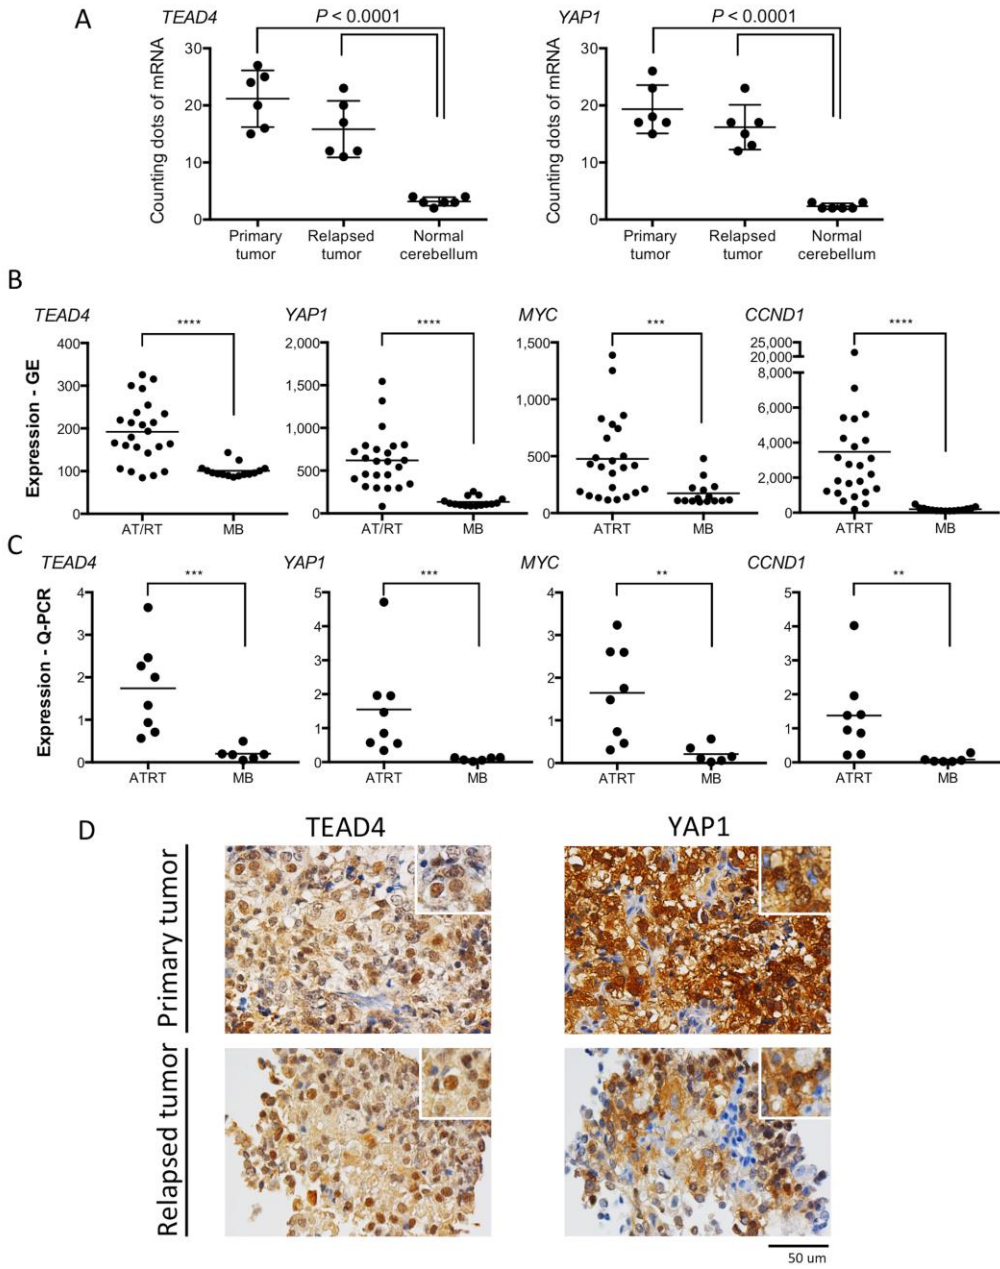 A
TEAD4
P < 0.0001
YAP1
P < 0.0001
Counting dots of mRNA
30
20
10
0
Primary tumor
Relapsed tumor
Normal cerebellum
Counting dots of mRNA
30
20
10
0
Primary tumor
Relapsed tumor
Normal cerebellum
B
TEAD4
****
YAP1
****
MYC
***
CCND1
****
Expression - GE
400
300
200
100
0
AT/RT
MB
2,000
1,500
1,000
500
0
AT/RT
MB
1,500
1,000
500
0
AT/RT
MB
25,000
20,000
8,000
6,000
4,000
2,000
0
ATRT
MB
C
TEAD4
***
YAP1
***
MYC
**
CCND1
**
Expression - Q-PCR
4
3
2
1
0
ATRT
MB
5
4
3
2
1
0
ATRT
MB
4
3
2
1
0
ATRT
MB
5
4
3
2
1
0
ATRT
MB
D
TEAD4
YAP1
Primary tumor
Relapsed tumor
50 um